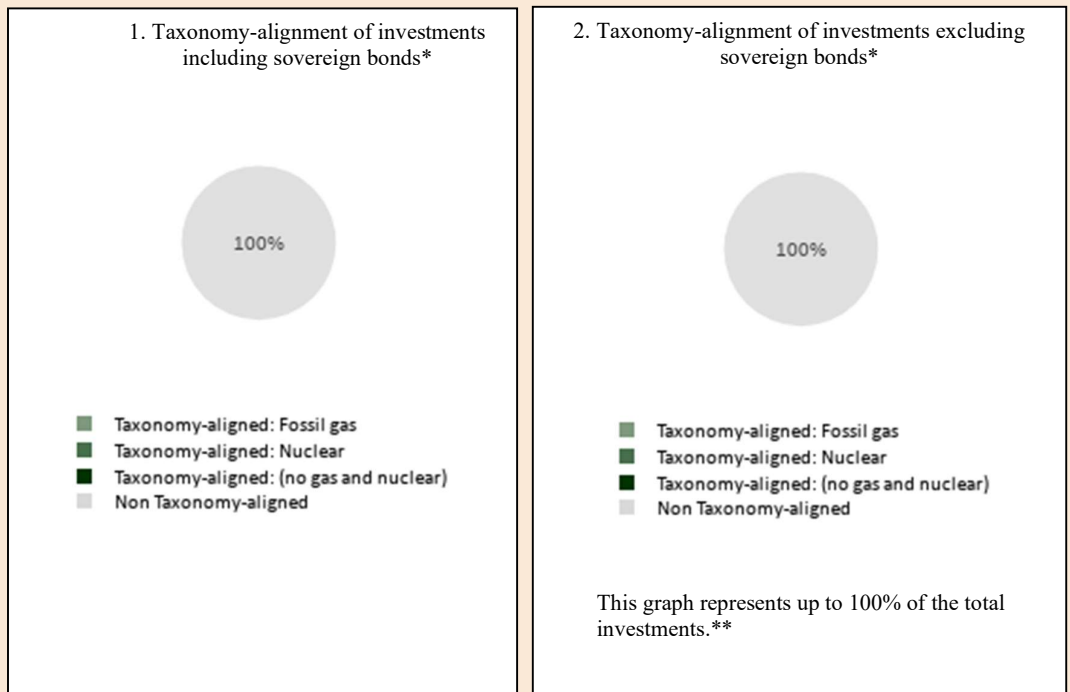 1. Taxonomy-alignment of investments
including sovereign bonds*
100%
Taxonomy-aligned: Fossil gas
Taxonomy-aligned: Nuclear
Taxonomy-aligned: (no gas and nuclear)
Non Taxonomy-aligned
2. Taxonomy-alignment of investments excluding
sovereign bonds*
100%
Taxonomy-aligned: Fossil gas
Taxonomy-aligned: Nuclear
Taxonomy-aligned: (no gas and nuclear)
Non Taxonomy-aligned
This graph represents up to 100% of the total
investments.**